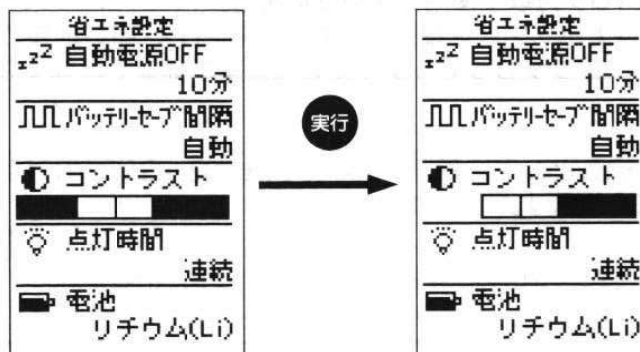 省エネ設定
zzZ 自動電源OFF
10分
バッテリーセーブ間隔
自動
コントラスト
点灯時間
連続
電池
リチウム(Li)
実行
省エネ設定
zzZ 自動電源OFF
10分
バッテリーセーブ間隔
自動
コントラスト
点灯時間
連続
電池
リチウム(Li)